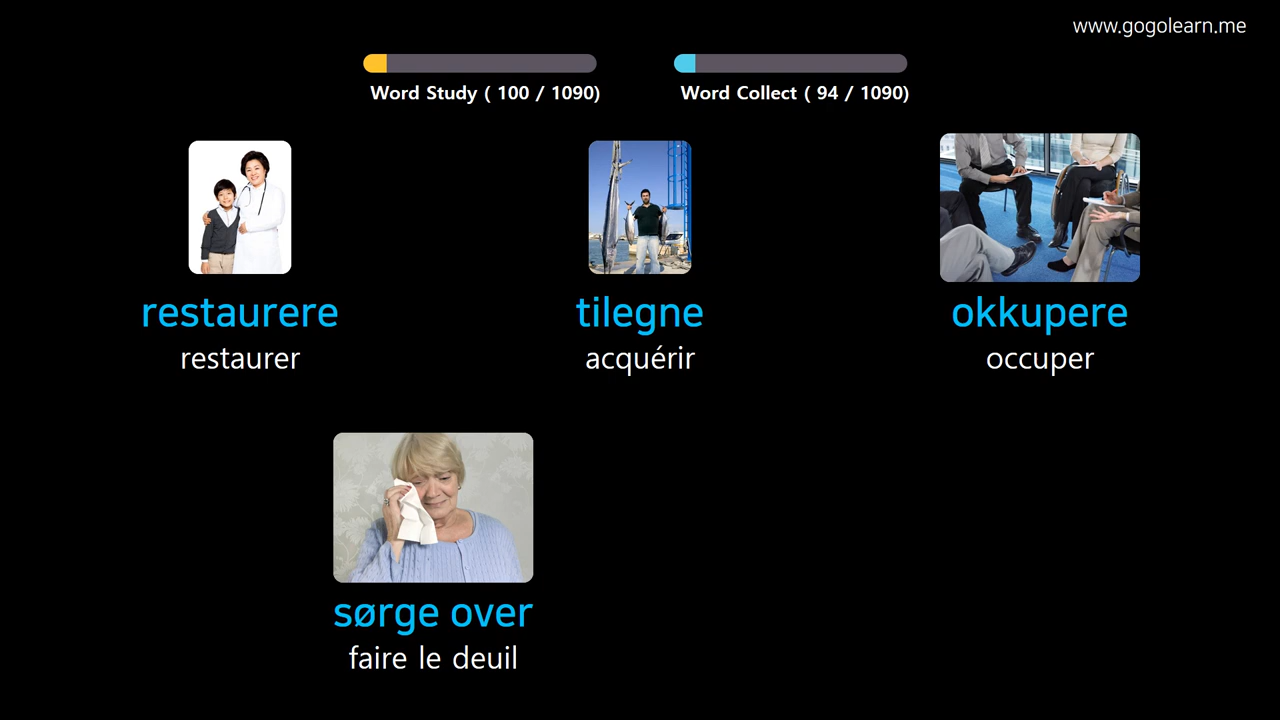 www.gogolearn.me
Word Study ( 100 / 1090)
Word Collect ( 94 / 1090)
restaurere
restaurer
tilegne
acquérir
okkupere
occuper
sørge over
faire le deuil